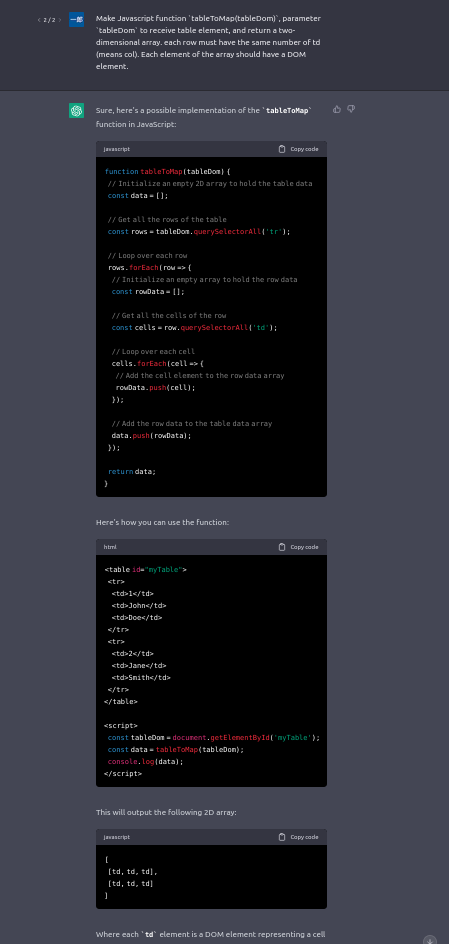 2 / 2
一郎
Make Javascript function `tableToMap(tableDom)`, parameter
`tableDom` to receive table element, and return a two-
dimensional array. each row must have the same number of td
(means col). Each element of the array should have a DOM
element.
Sure, here's a possible implementation of the `tableToMap`
function in JavaScript:
javascript Copy code
function tableToMap(tableDom) {
// Initialize an empty 2D array to hold the table data
const data = [];
// Get all the rows of the table
const rows = tableDom.querySelectorAll('tr');
// Loop over each row
rows.forEach(row => {
// Initialize an empty array to hold the row data
const rowData = [];
// Get all the cells of the row
const cells = row.querySelectorAll('td');
// Loop over each cell
cells.forEach(cell => {
// Add the cell element to the row data array
rowData.push(cell);
});
// Add the row data to the table data array
data.push(rowData);
});
return data;
}
Here's how you can use the function:
html Copy code
<table id="myTable">
<tr>
<td>1</td>
<td>John</td>
<td>Doe</td>
</tr>
<tr>
<td>2</td>
<td>Jane</td>
<td>Smith</td>
</tr>
</table>
<script>
const tableDom = document.getElementById('myTable');
const data = tableToMap(tableDom);
console.log(data);
</script>
This will output the following 2D array:
javascript Copy code
[
[td, td, td],
[td, td, td]
]
Where each `td` element is a DOM element representing a cell